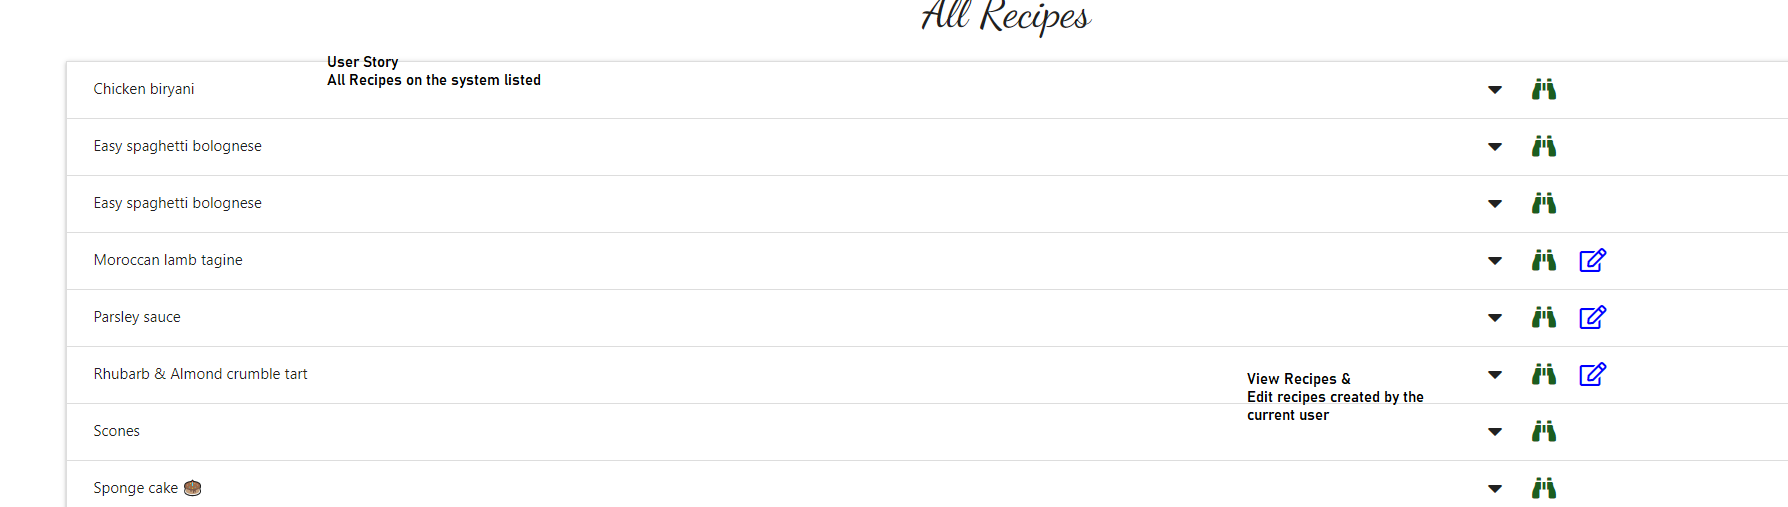 All Recipes
User Story
All Recipes on the system listed
Chicken biryani
Easy spaghetti bolognese
Easy spaghetti bolognese
Moroccan lamb tagine
Parsley sauce
Rhubarb & Almond crumble tart
View Recipes &
Edit recipes created by the
current user
Scones
Sponge cake